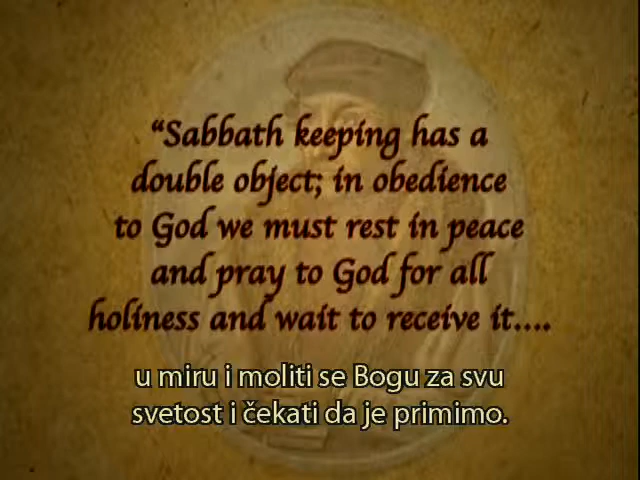 “Sabbath keeping has a
double object; in obedience
to God we must rest in peace
and pray to God for all
holiness and wait to receive it....
u miru i moliti se Bogu za svu
svetost i čekati da je primimo.